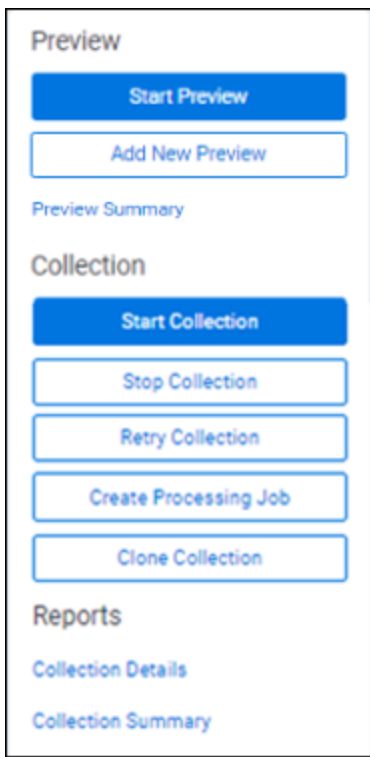 Preview
Start Preview
Add New Preview
Preview Summary
Collection
Start Collection
Stop Collection
Retry Collection
Create Processing Job
Clone Collection
Reports
Collection Details
Collection Summary